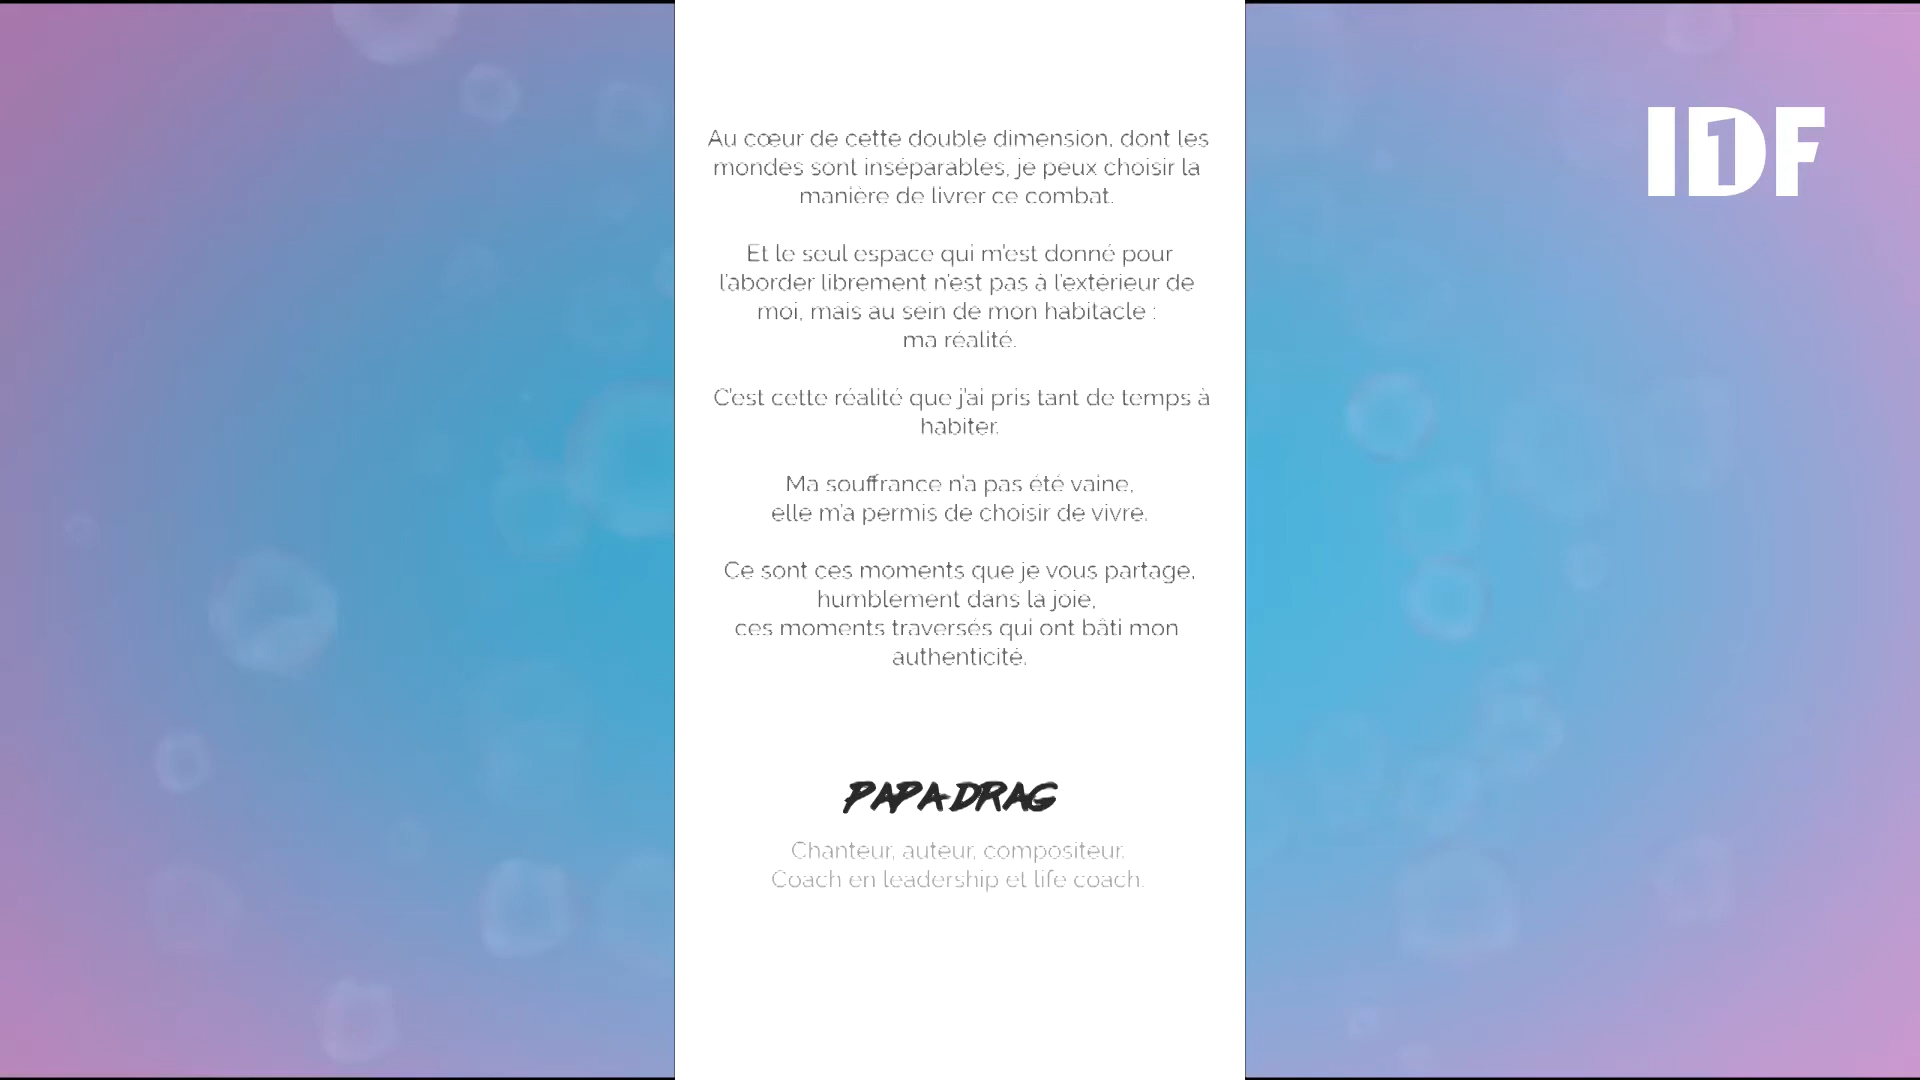 Au cœur de cette double dimension, dont les
mondes sont inséparables, je peux choisir la
manière de livrer ce combat.
Et le seul espace qui m'est donné pour
l'aborder librement n'est pas à l'extérieur de
moi, mais au sein de mon habitacle :
ma réalité.
C'est cette réalité que j'ai pris tant de temps à
habiter.
Ma souffrance n'a pas été vaine,
elle m'a permis de choisir de vivre.
Ce sont ces moments que je vous partage,
humblement dans la joie,
ces moments traversés qui ont bâti mon
authenticité.
PAPA DRAG
Chanteur, auteur, compositeur.
Coach en leadership et life coach.
IDF1